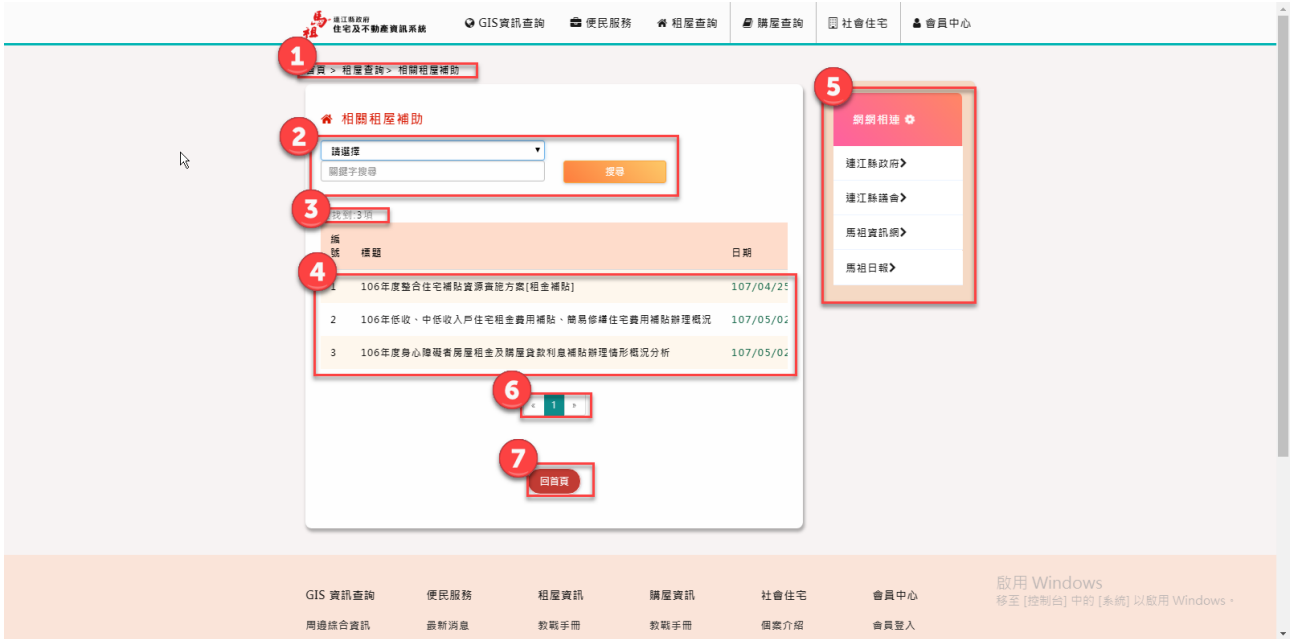 馬祖
連江縣政府
住宅及不動產資訊系統
GIS資訊查詢 便民服務 租屋查詢 購屋查詢 社會住宅 會員中心
1
首頁 > 租屋查詢> 相關租屋補助
相關租屋補助
2
請選擇
關鍵字搜尋 搜尋
3
找到:3項
編號 標題 日期
4
1 106年度整合住宅補貼資源實施方案[租金補貼] 107/04/25
2 106年低收、中低收入戶住宅租金費用補貼、簡易修繕住宅費用補貼辦理概況 107/05/02
3 106年度身心障礙者房屋租金及購屋貸款利息補貼辦理情形概況分析 107/05/02
5
網網相連
連江縣政府
連江縣議會
馬祖資訊網
馬祖日報
6
« 1 »
7
回首頁
GIS 資訊查詢 便民服務 租屋資訊 購屋資訊 社會住宅 會員中心
周邊綜合資訊 最新消息 教戰手冊 教戰手冊 個案介紹 會員登入
啟用 Windows
移至 [控制台] 中的 [系統] 以啟用 Windows。